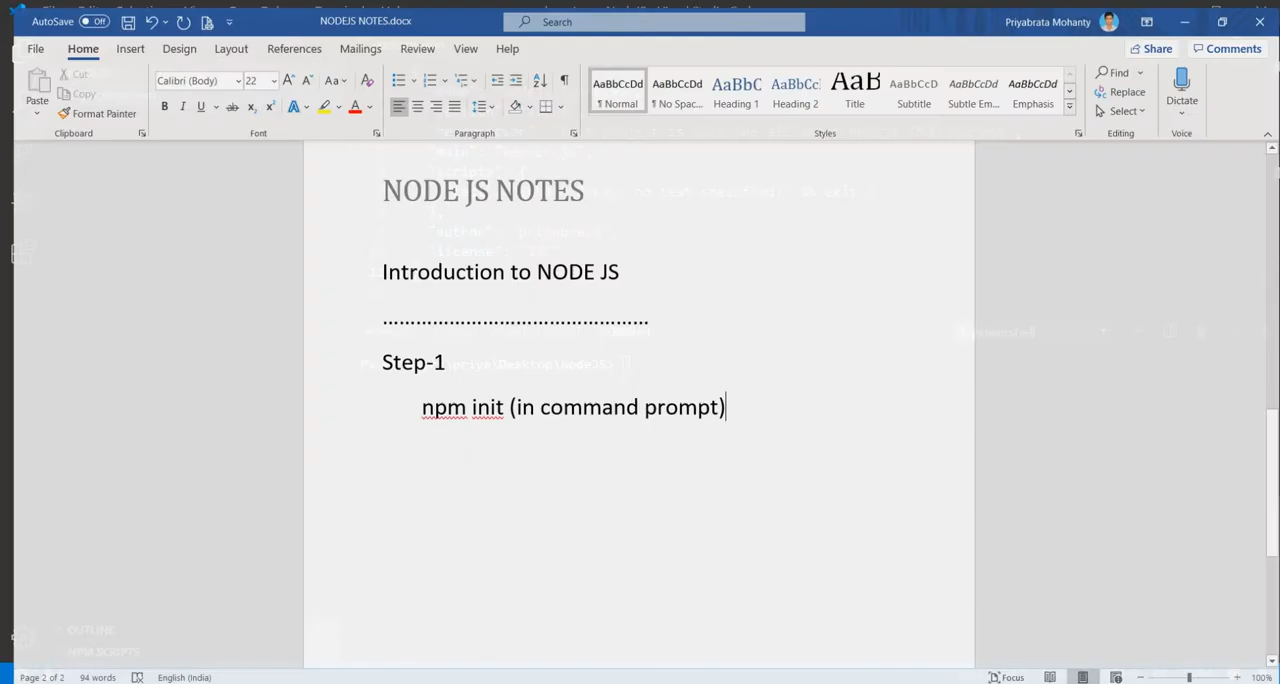 AutoSave Off NODEJS NOTES.docx Search Priyabrata Mohanty
File Home Insert Design Layout References Mailings Review View Help Share Comments
Cut
Copy
Paste
Format Painter
Calibri (Body) 22
AaBbCcDd AaBbCcDd AaBbC AaBbCc AaB AaBbCcD AaBbCcDd AaBbCcDd
¶ Normal ¶ No Spac... Heading 1 Heading 2 Title Subtitle Subtle Em... Emphasis
Find
Replace
Select
Dictate
Clipboard Font Paragraph Styles Editing Voice
NODE JS NOTES
Introduction to NODE JS
................................................
Step-1
npm init (in command prompt)
OUTLINE
NPM SCRIPTS
Page 2 of 2 94 words English (India) Focus 100%